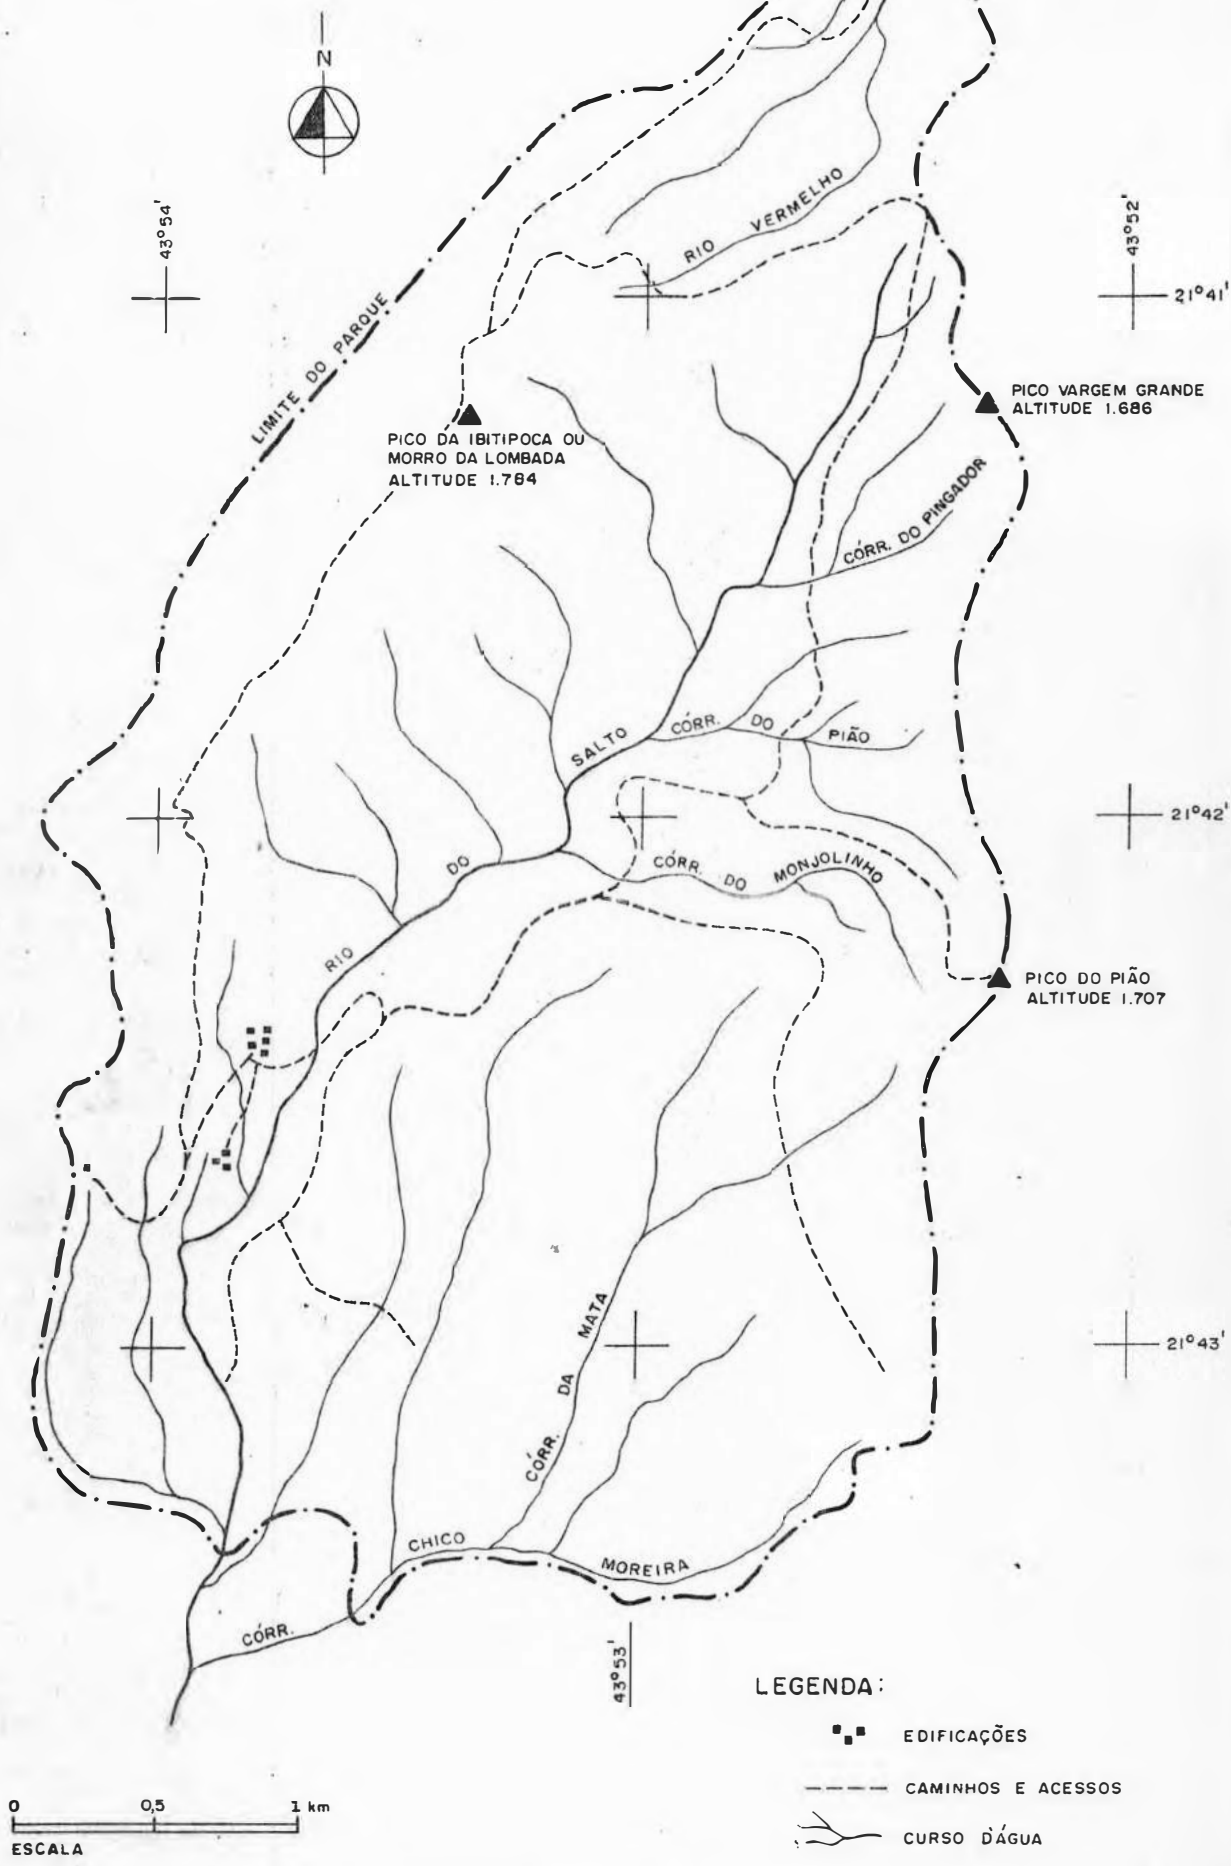 N
43°54'
43°52'
RIO VERMELHO
21°41'
LIMITE DO PARQUE
PICO VARGEM GRANDE
ALTITUDE 1.686
PICO DA IBITIPOCA OU
MORRO DA LOMBADA
ALTITUDE 1.784
CÓRR. DO PINGADOR
CÓRR. DO PIÃO
RIO DO SALTO
21°42'
CÓRR. DO MONJOLINHO
PICO DO PIÃO
ALTITUDE 1.707
21°43'
CÓRR. DA MATA
CÓRR. CHICO MOREIRA
43°53'
LEGENDA:
EDIFICAÇÕES
CAMINHOS E ACESSOS
CURSO D'ÁGUA
0 0,5 1 km
ESCALA